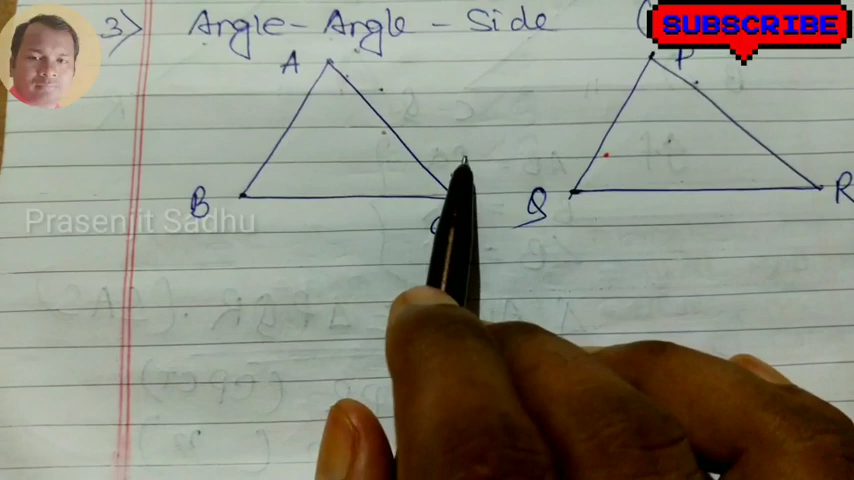 3) Angle - Angle - Side (
SUBSCRIBE
A P
B Q R
Prasenjit Sadhu